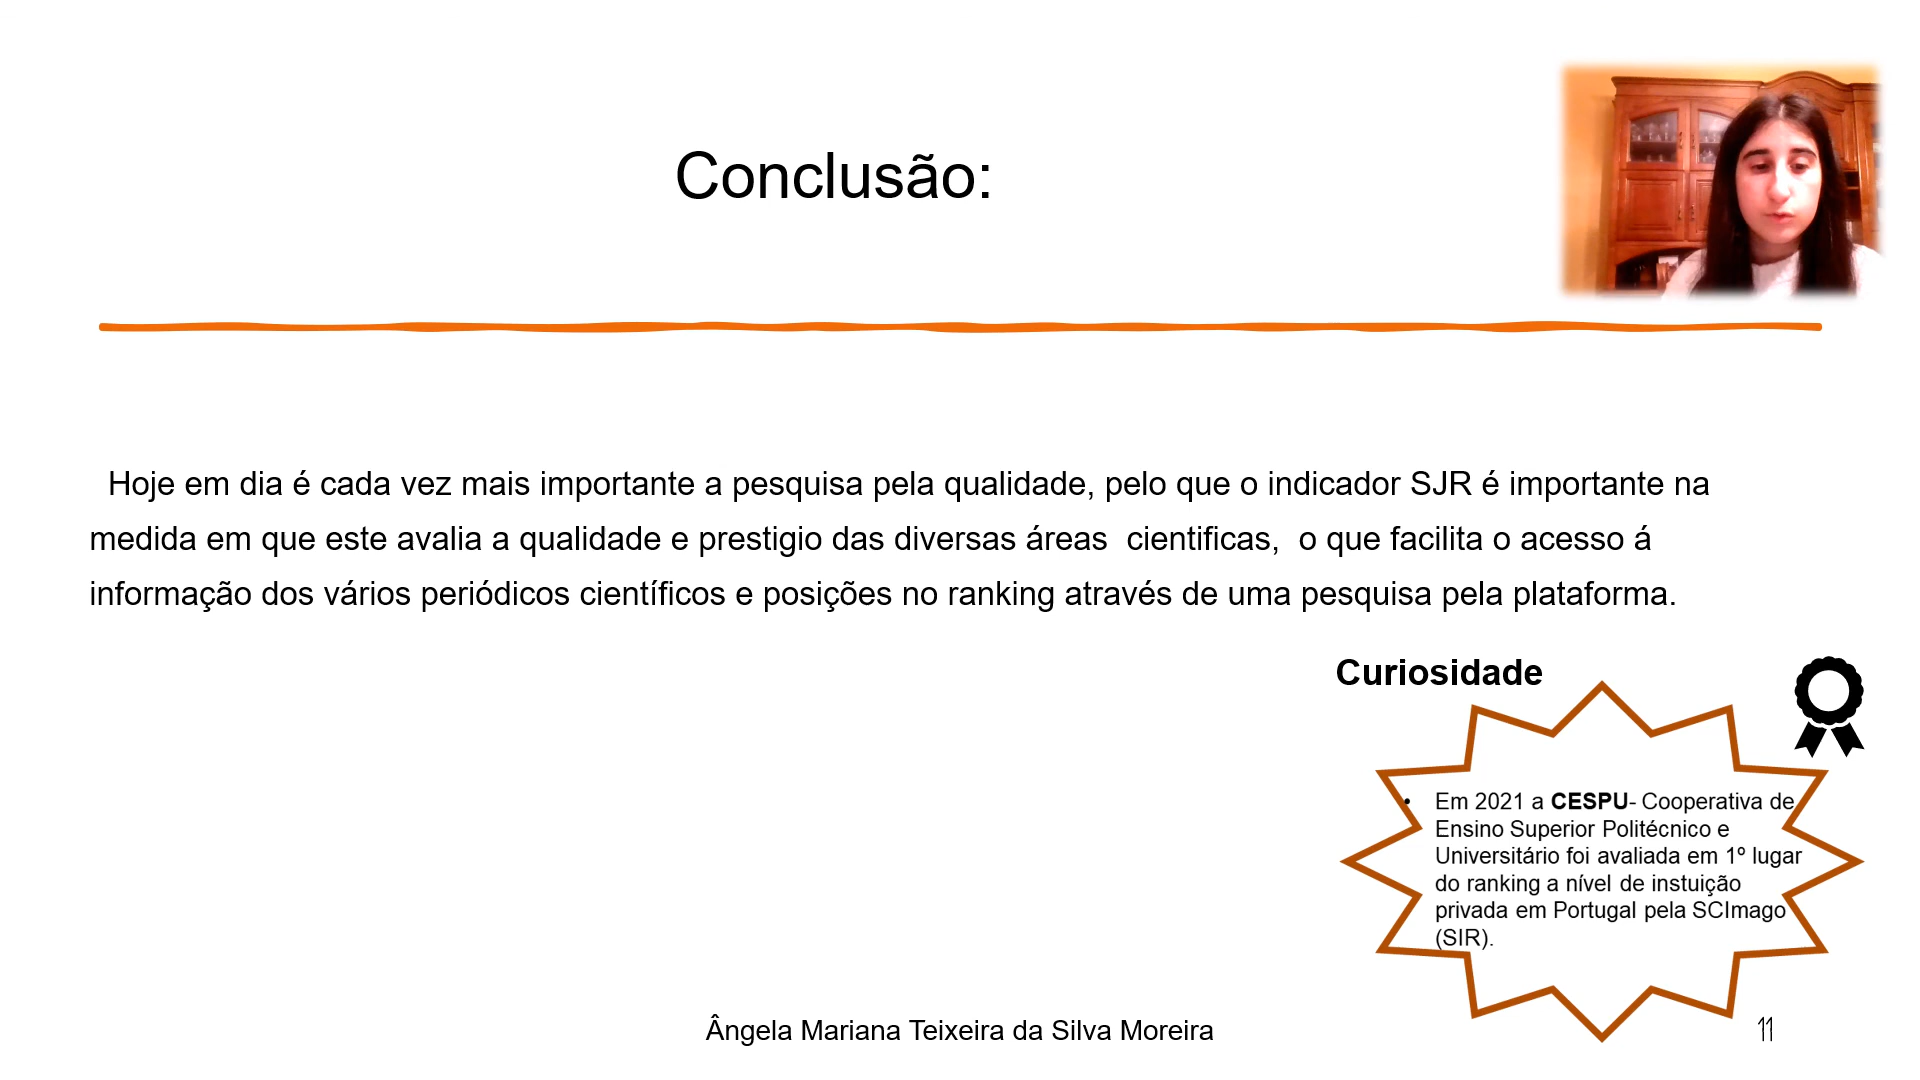 Conclusão:
Hoje em dia é cada vez mais importante a pesquisa pela qualidade, pelo que o indicador SJR é importante na
medida em que este avalia a qualidade e prestigio das diversas áreas  cientificas,  o que facilita o acesso á
informação dos vários periódicos científicos e posições no ranking através de uma pesquisa pela plataforma.
Curiosidade
• Em 2021 a CESPU- Cooperativa de
Ensino Superior Politécnico e
Universitário foi avaliada em 1º lugar
do ranking a nível de instuição
privada em Portugal pela SCImago
(SIR).
Ângela Mariana Teixeira da Silva Moreira
11